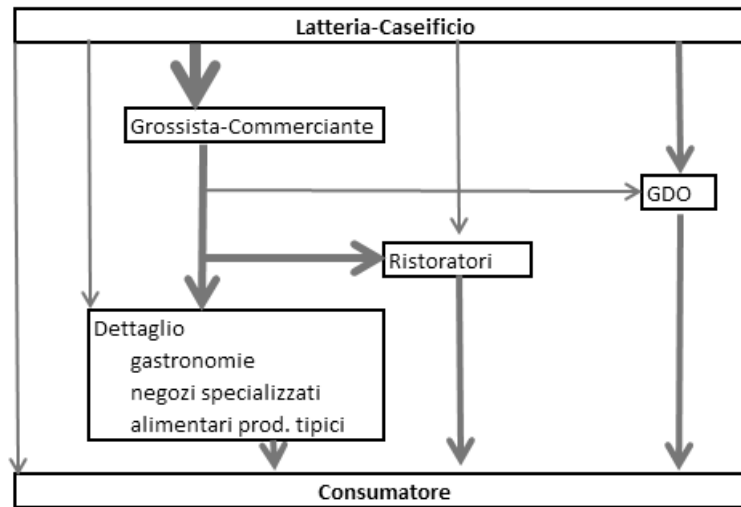 Latteria-Caseificio
Grossista-Commerciante
GDO
Ristoratori
Dettaglio
gastronomie
negozi specializzati
alimentari prod. tipici
Consumatore